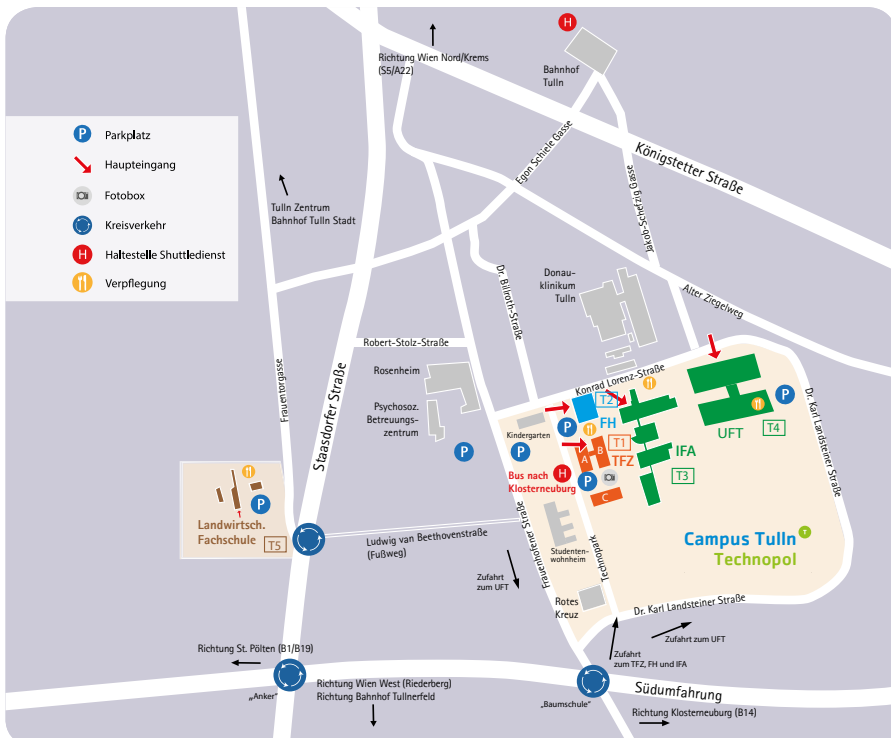 H
Richtung Wien Nord/Krems
(S5/A22)
Bahnhof
Tulln
P Parkplatz
Haupteingang
Fotobox
Kreisverkehr
H Haltestelle Shuttledienst
Verpflegung
Königstetter Straße
Egon Schiele Gasse
Jakob-Schefzig Gasse
Tulln Zentrum
Bahnhof Tulln Stadt
Dr. Billroth-Straße
Donau-
klinikum
Tulln
Alter Ziegelweg
Robert-Stolz-Straße
Rosenheim
Psychosoz.
Betreuungs-
zentrum
Frauentorgasse
Staasdorfer Straße
Konrad Lorenz-Straße
Dr. Karl Landsteiner Straße
T2
FH
Kindergarten
P
P
P
T1
TFZ
A
B
C
P
IFA
T3
UFT
T4
P
Bus nach
Klosterneuburg
H
Landwirtsch.
Fachschule
T5
P
Ludwig van Beethovenstraße
(Fußweg)
Frauenhofener Straße
Technopark
Studenten-
wohnheim
Campus Tulln
T
Technopol
Zufahrt
zum UFT
Rotes
Kreuz
Dr. Karl Landsteiner Straße
Zufahrt zum UFT
Zufahrt
zum TFZ, FH und IFA
Richtung St. Pölten (B1/B19)
„Anker“
Richtung Wien West (Riederberg)
Richtung Bahnhof Tullnerfeld
„Baumschule“
Südumfahrung
Richtung Klosterneuburg (B14)